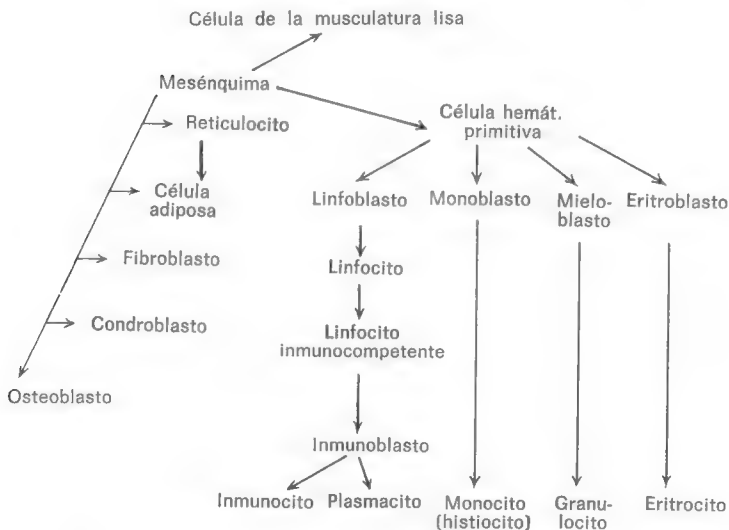 Célula de la musculatura lisa
Mesénquima
Célula hemát.
primitiva
Reticulocito
Célula
adiposa
Fibroblasto
Condroblasto
Osteoblasto
Linfoblasto
Monoblasto
Mielo-
blasto
Eritroblasto
Linfocito
Linfocito
inmunocompetente
Inmunoblasto
Inmunocito
Plasmacito
Monocito
(histiocito)
Granu-
locito
Eritrocito